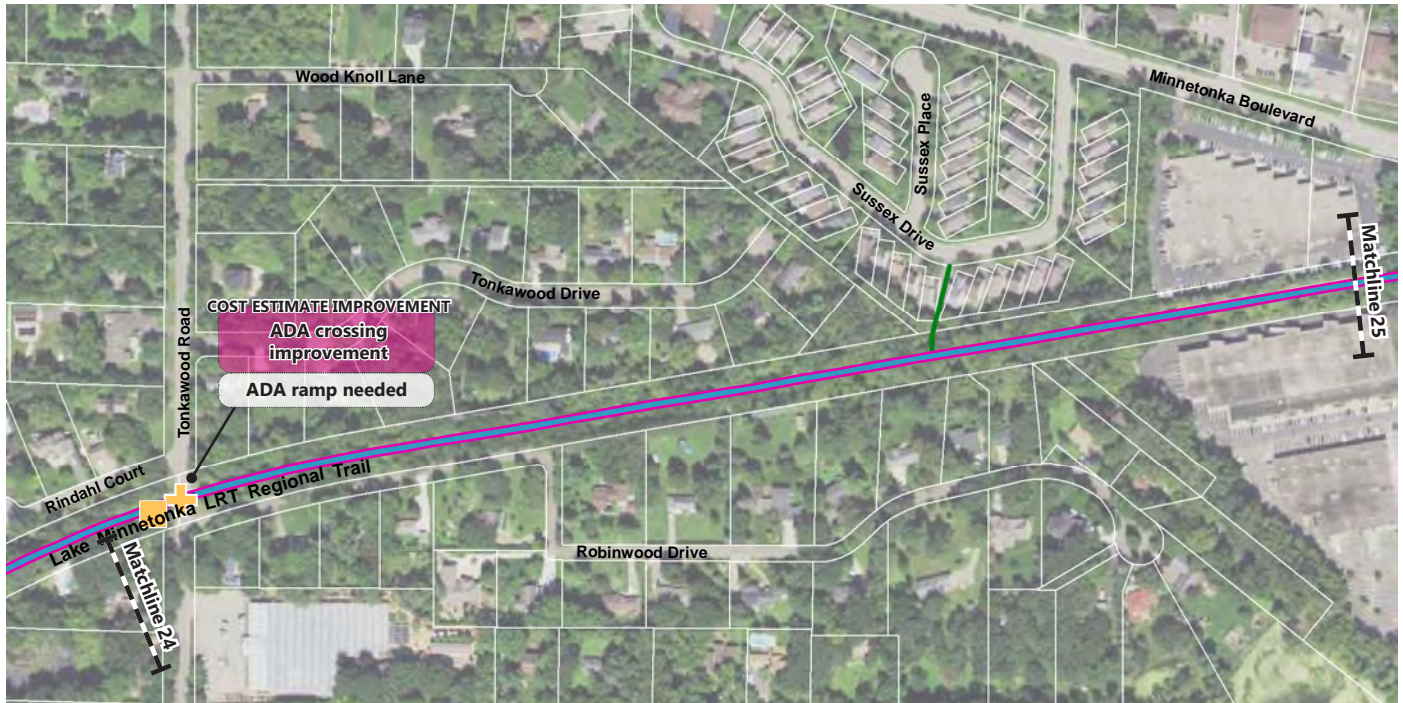 Wood Knoll Lane
Minnetonka Boulevard
Sussex Place
Sussex Drive
Matchline 25
Tonkawood Drive
Tonkawood Road
COST ESTIMATE IMPROVEMENT
ADA crossing
improvement
ADA ramp needed
Rindahl Court
Lake Minnetonka LRT Regional Trail
Matchline 24
Robinwood Drive